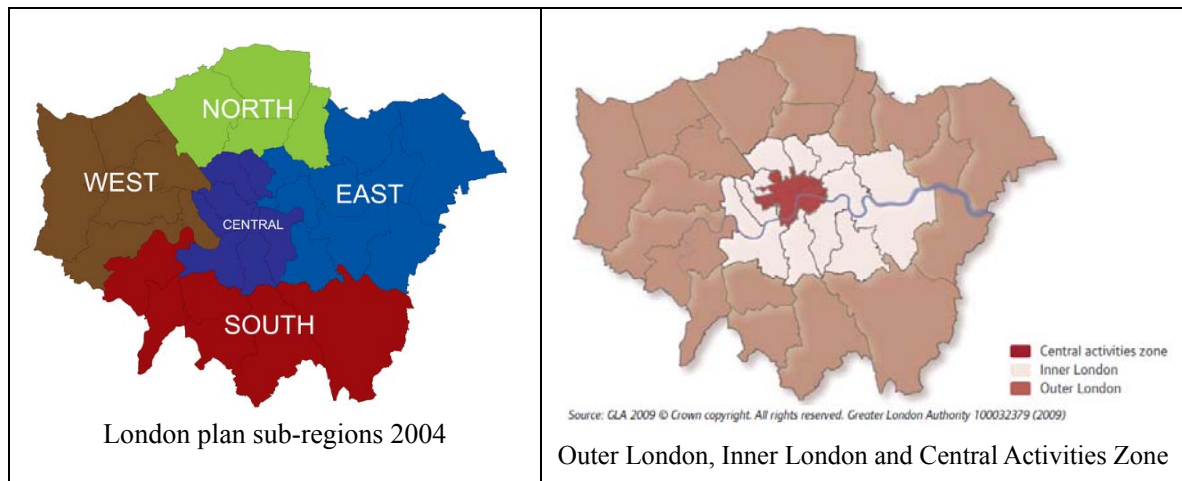 NORTH
WEST
EAST
CENTRAL
SOUTH
London plan sub-regions 2004
Central activities zone
Inner London
Outer London
Source: GLA 2009 © Crown copyright. All rights reserved. Greater London Authority 100032379 (2009)
Outer London, Inner London and Central Activities Zone